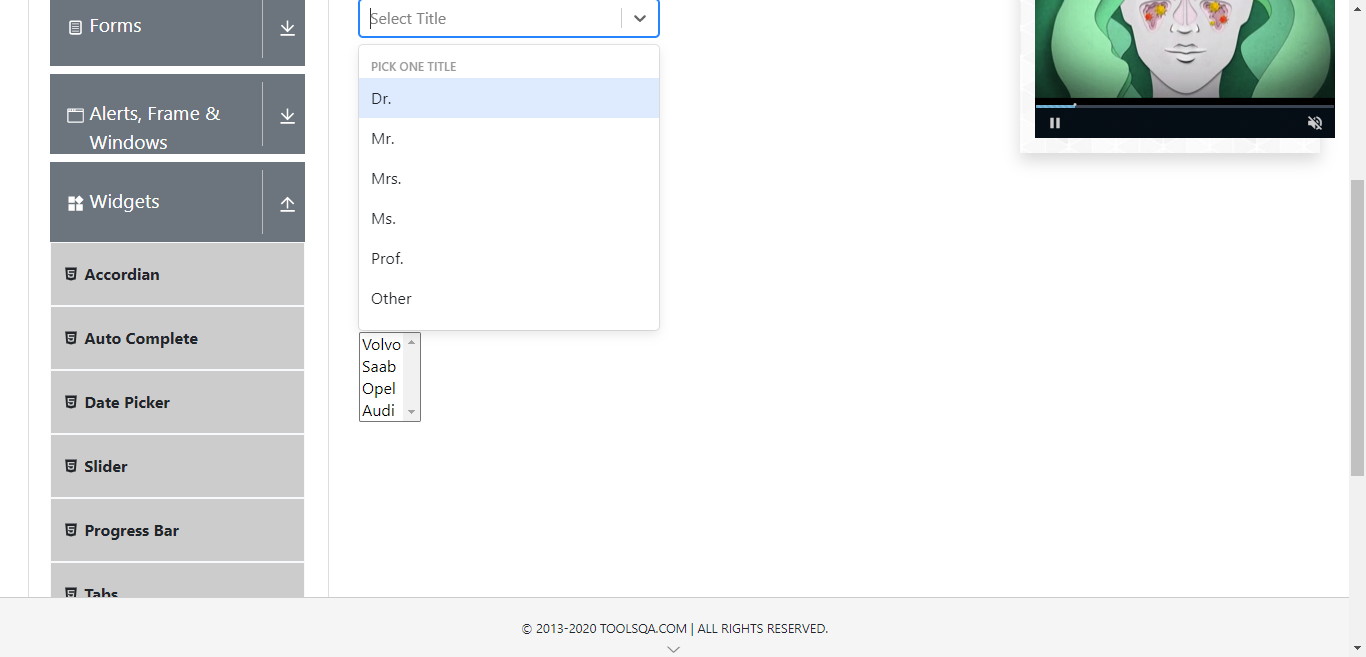 Forms
Alerts, Frame &
Windows
Widgets
Accordian
Auto Complete
Date Picker
Slider
Progress Bar
Tabs
Select Title
PICK ONE TITLE
Dr.
Mr.
Mrs.
Ms.
Prof.
Other
Volvo
Saab
Opel
Audi
© 2013-2020 TOOLSQA.COM | ALL RIGHTS RESERVED.